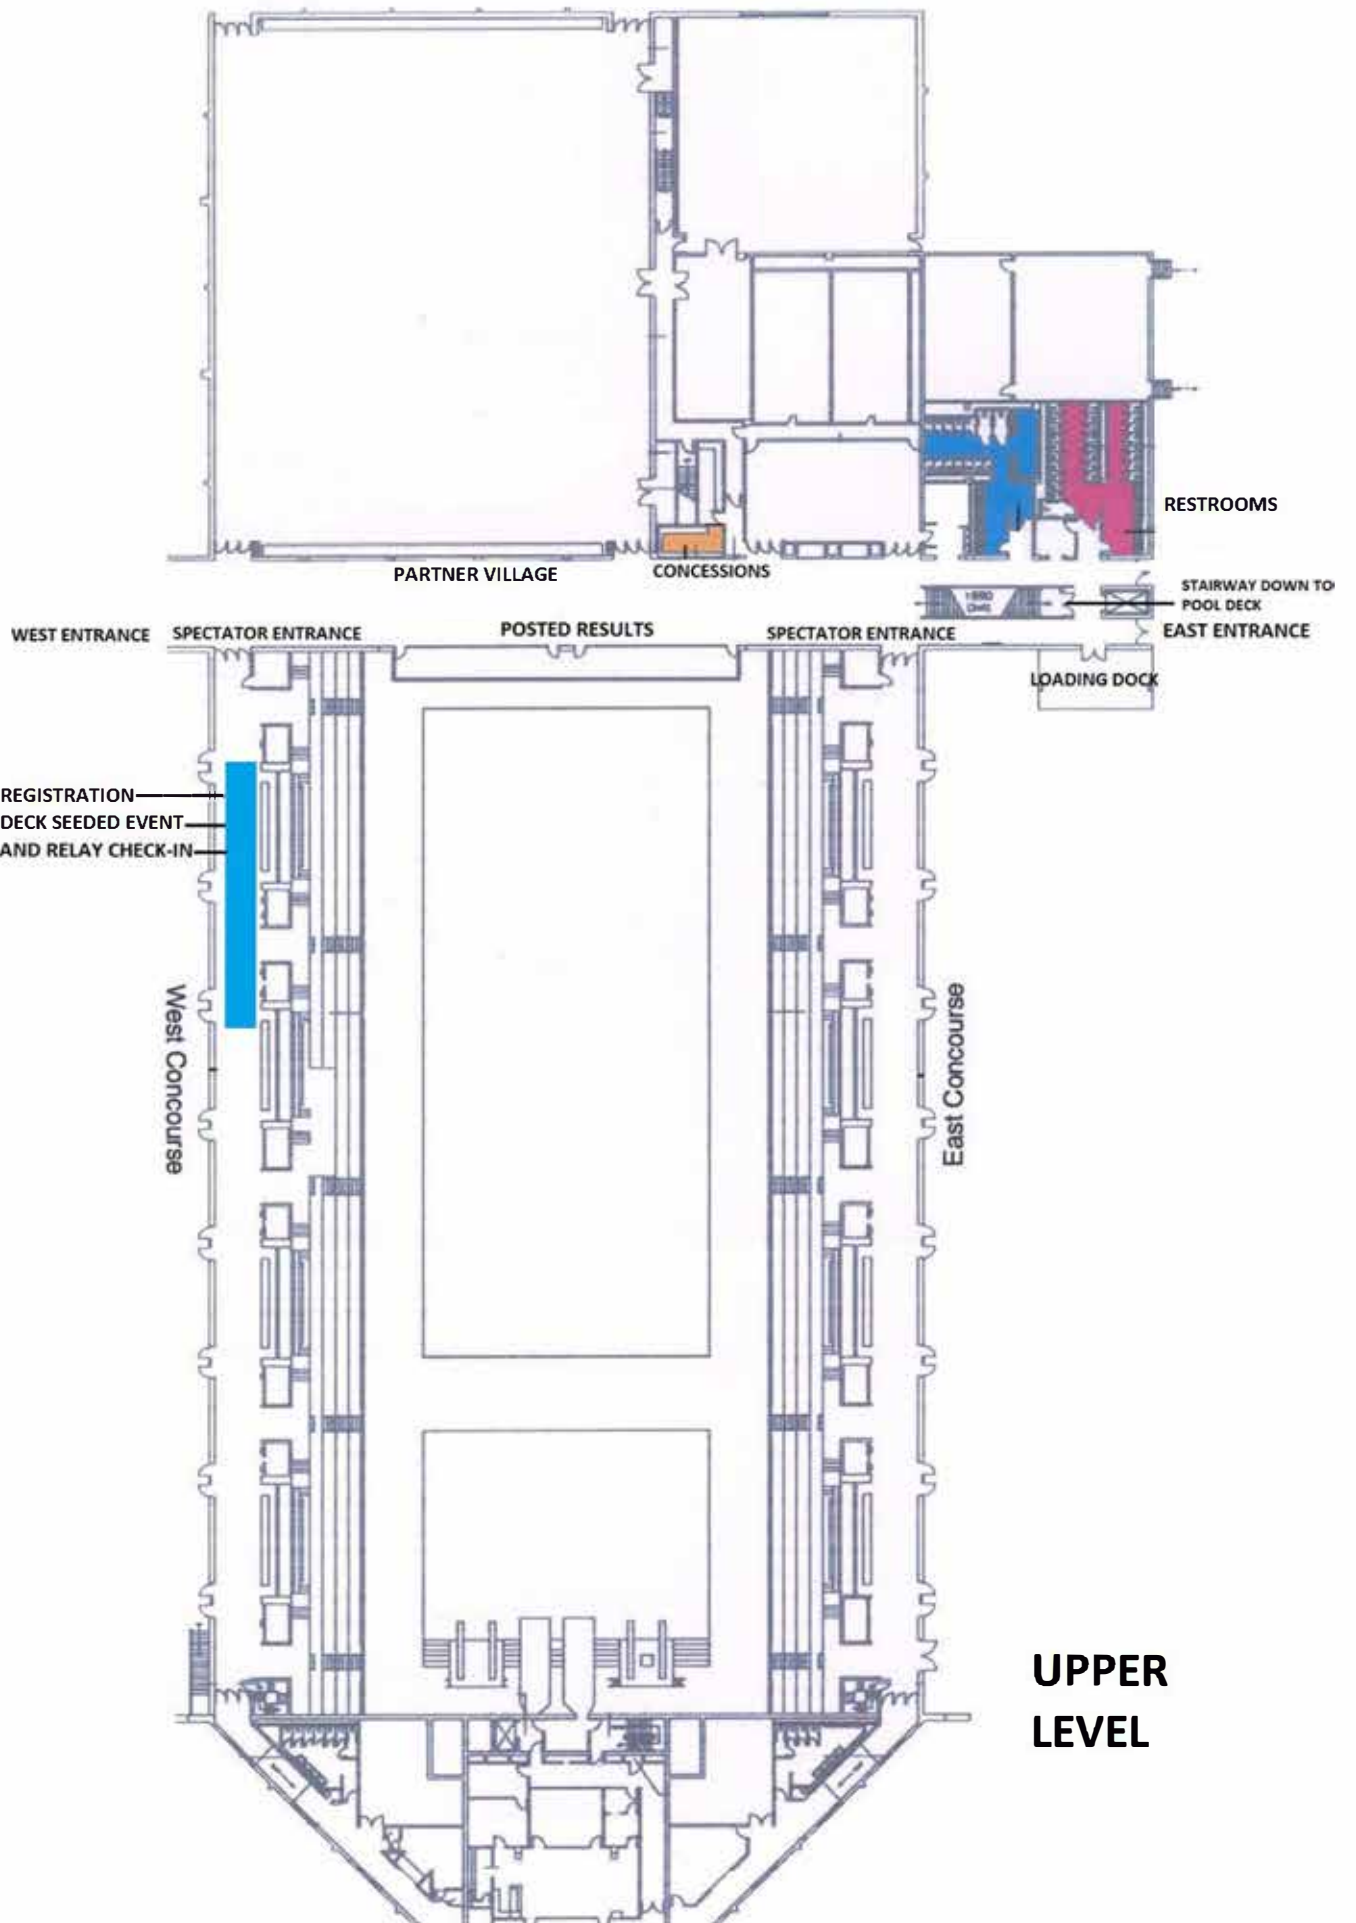 RESTROOMS
PARTNER VILLAGE
CONCESSIONS
STAIRWAY DOWN TO
POOL DECK
WEST ENTRANCE
SPECTATOR ENTRANCE
POSTED RESULTS
SPECTATOR ENTRANCE
EAST ENTRANCE
LOADING DOCK
REGISTRATION
DECK SEEDED EVENT
AND RELAY CHECK-IN
West Concourse
East Concourse
UPPER
LEVEL